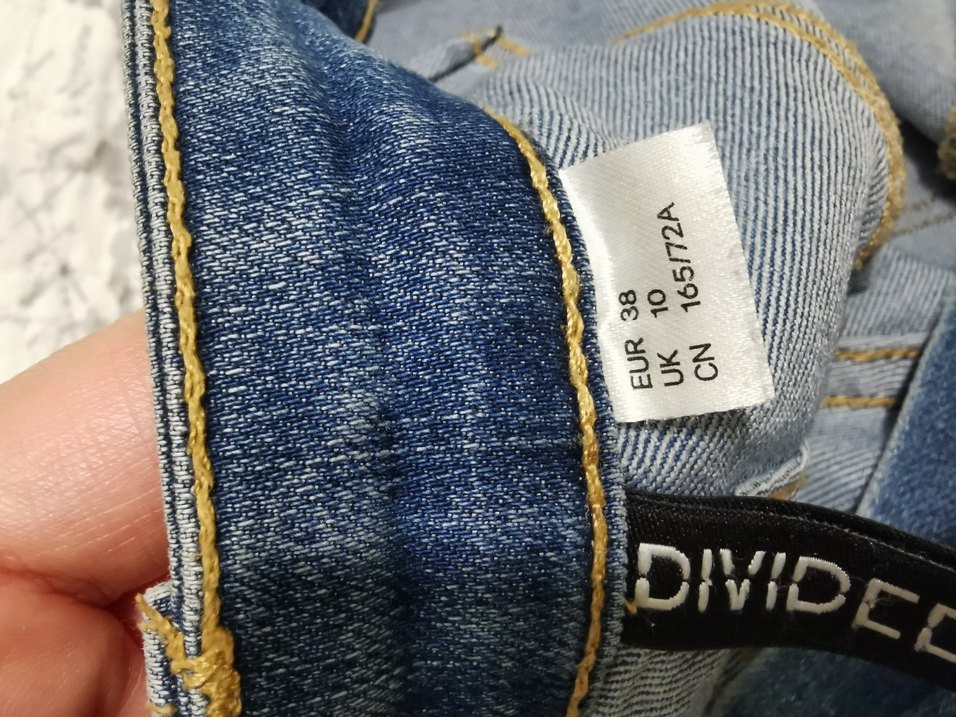 EUR 38
UK 10
CN 165/72A
DIVIDED